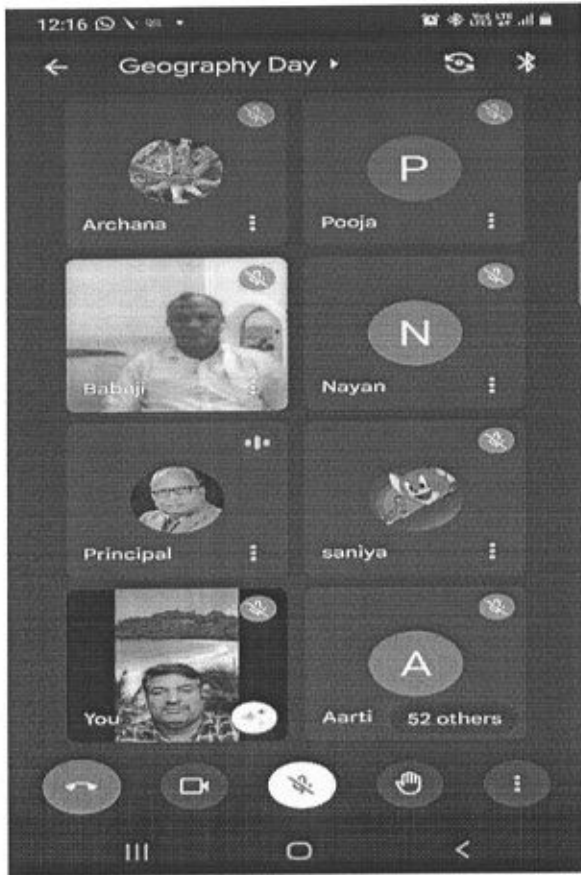 12:16
Geography Day
P
Archana
Pooja
N
Babaji
Nayan
Principal
saniya
A
You
Aarti
52 others